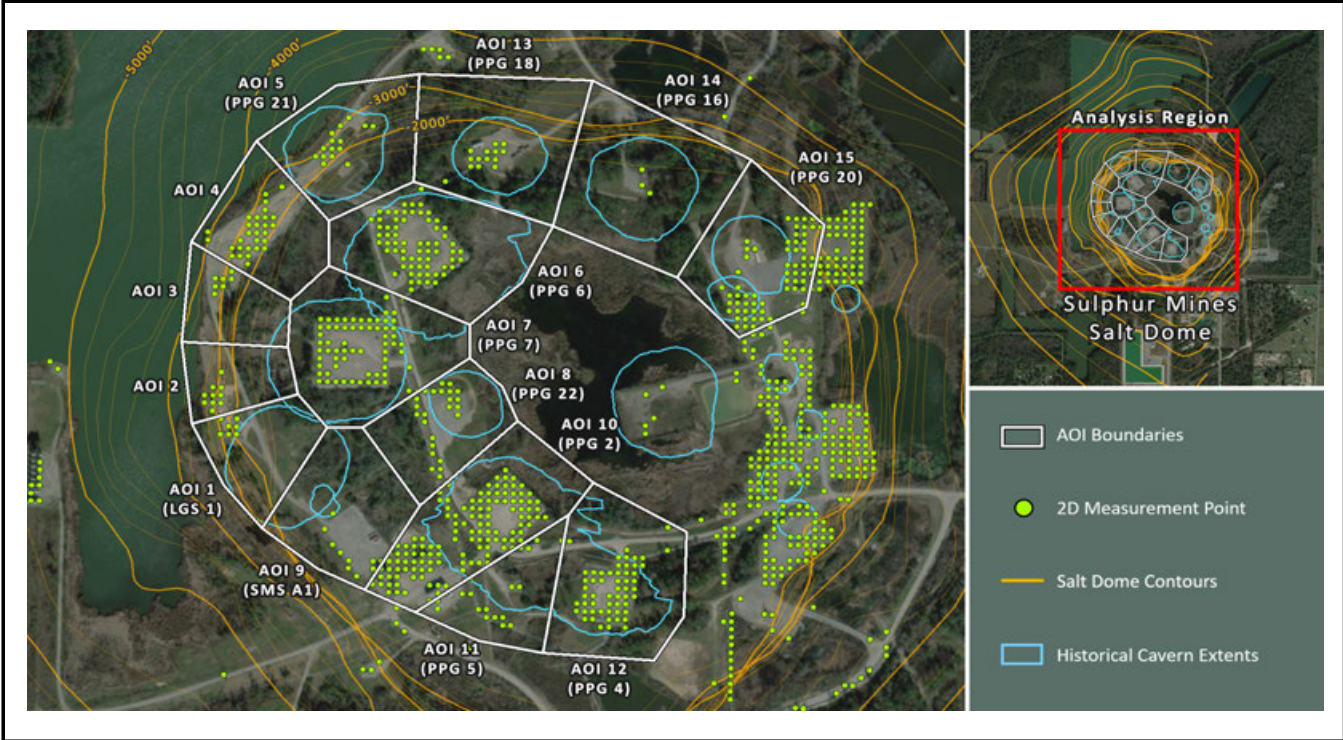 -5000'
-4000'
AOI 13
(PPG 18)
AOI 5
(PPG 21)
-3000'
-2000'
AOI 14
(PPG 16)
AOI 15
(PPG 20)
AOI 4
AOI 3
AOI 6
(PPG 6)
AOI 7
(PPG 7)
AOI 2
AOI 8
(PPG 22)
AOI 10
(PPG 2)
AOI 1
(LGS 1)
AOI 9
(SMS A1)
AOI 11
(PPG 5)
AOI 12
(PPG 4)
Analysis Region
Sulphur Mines
Salt Dome
AOI Boundaries
2D Measurement Point
Salt Dome Contours
Historical Cavern Extents